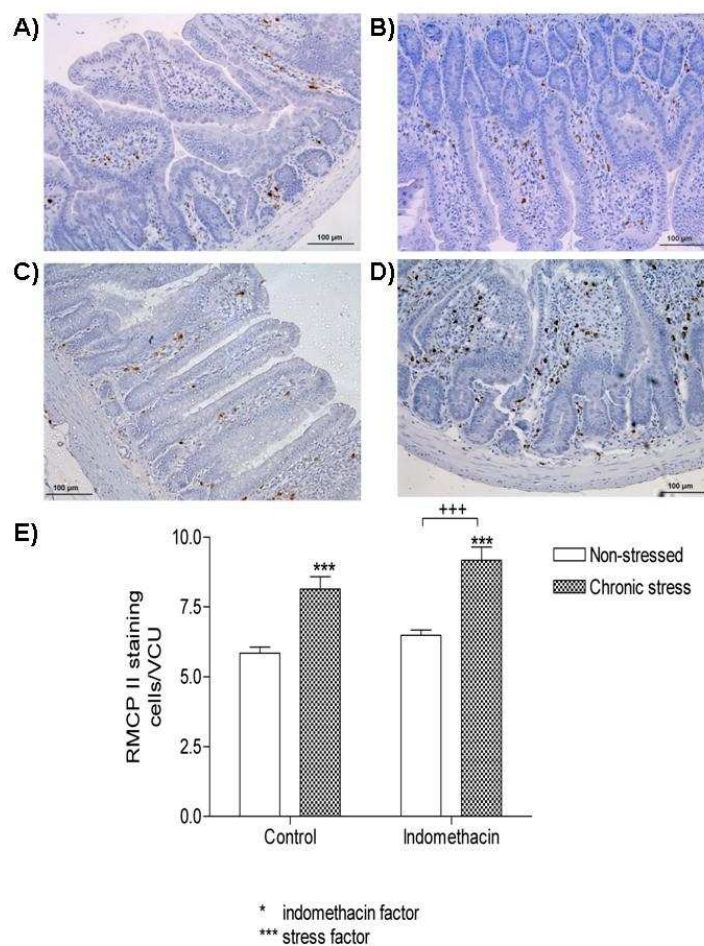 A)
B)
100 µm
100 µm
C)
D)
100 µm
100 µm
E)
+++
10.0
***
***
Non-stressed
Chronic stress
7.5
5.0
2.5
0.0
RMCP II staining
cells/VCU
Control
Indomethacin
* indomethacin factor
*** stress factor